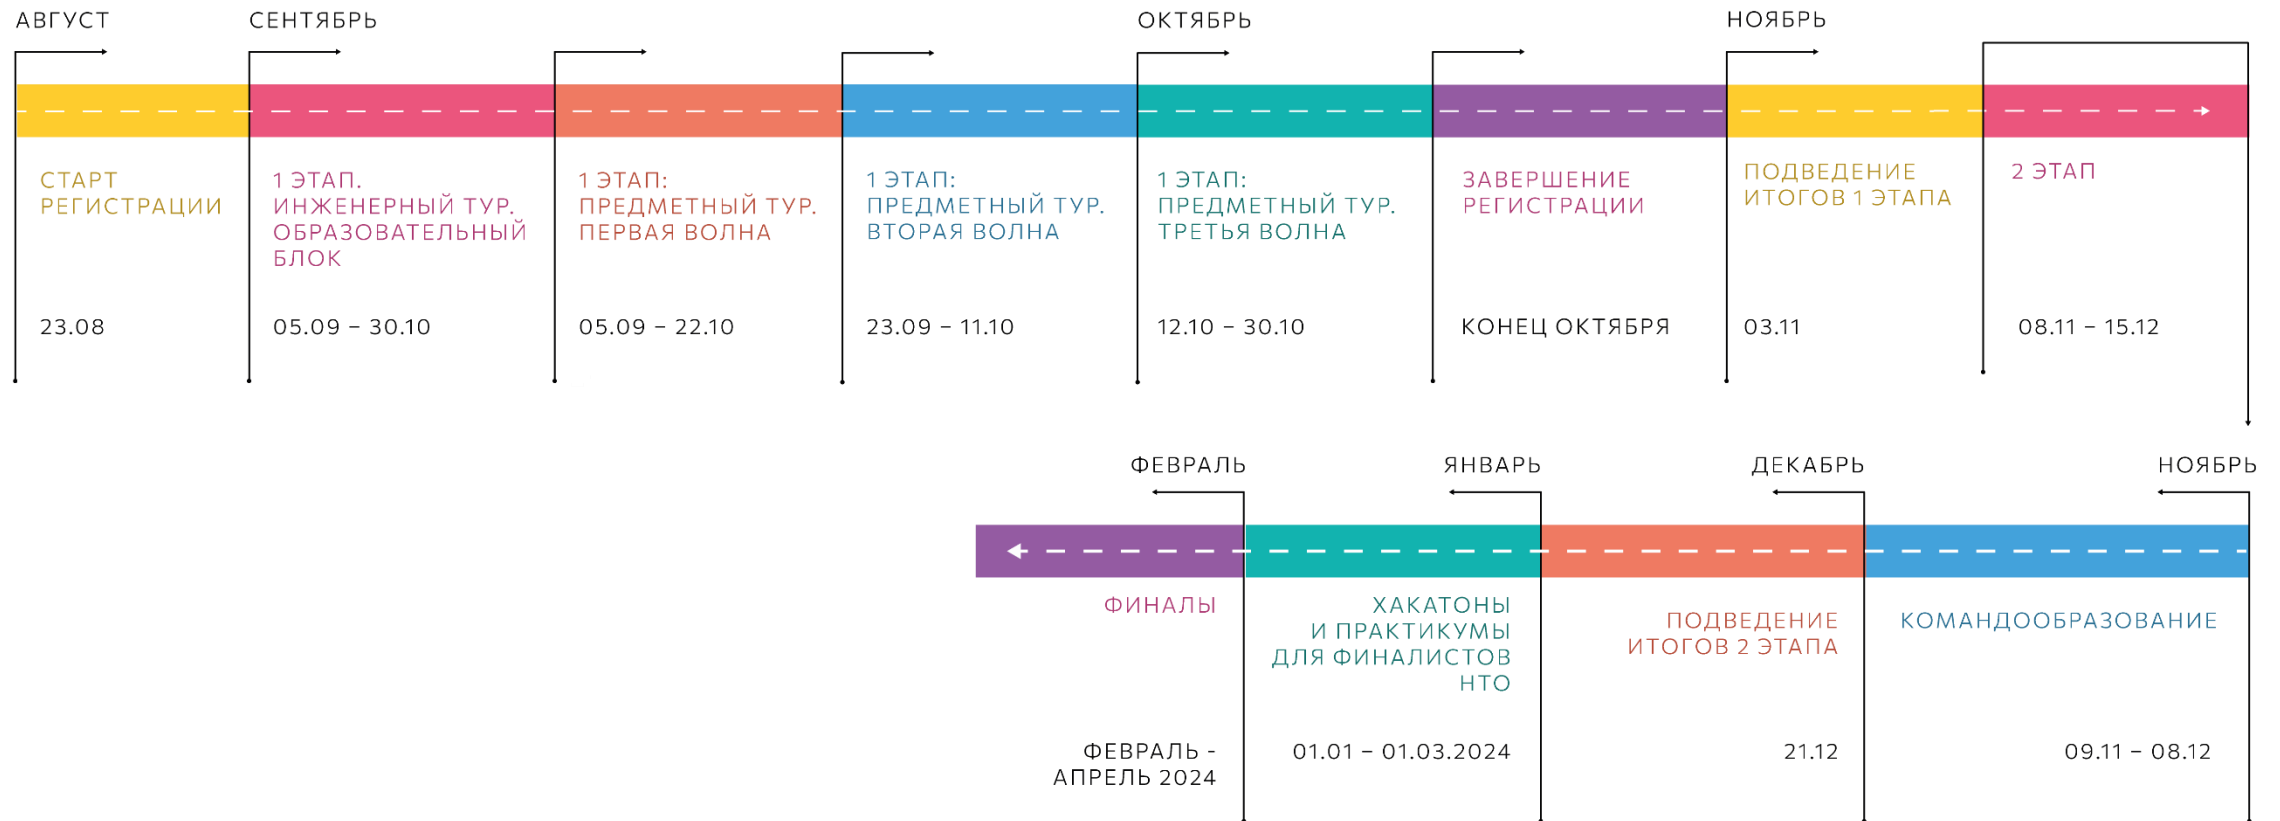 АВГУСТ
СЕНТЯБРЬ
ОКТЯБРЬ
НОЯБРЬ
СТАРТ
РЕГИСТРАЦИИ
23.08
1 ЭТАП.
ИНЖЕНЕРНЫЙ ТУР.
ОБРАЗОВАТЕЛЬНЫЙ
БЛОК
05.09 – 30.10
1 ЭТАП:
ПРЕДМЕТНЫЙ ТУР.
ПЕРВАЯ ВОЛНА
05.09 – 22.10
1 ЭТАП:
ПРЕДМЕТНЫЙ ТУР.
ВТОРАЯ ВОЛНА
23.09 – 11.10
1 ЭТАП:
ПРЕДМЕТНЫЙ ТУР.
ТРЕТЬЯ ВОЛНА
12.10 – 30.10
ЗАВЕРШЕНИЕ
РЕГИСТРАЦИИ
КОНЕЦ ОКТЯБРЯ
ПОДВЕДЕНИЕ
ИТОГОВ 1 ЭТАПА
03.11
2 ЭТАП
08.11 – 15.12
НОЯБРЬ
КОМАНДООБРАЗОВАНИЕ
09.11 – 08.12
ДЕКАБРЬ
ПОДВЕДЕНИЕ
ИТОГОВ 2 ЭТАПА
21.12
ЯНВАРЬ
ХАКАТОНЫ
И ПРАКТИКУМЫ
ДЛЯ ФИНАЛИСТОВ
НТО
01.01 – 01.03.2024
ФЕВРАЛЬ
ФИНАЛЫ
ФЕВРАЛЬ -
АПРЕЛЬ 2024